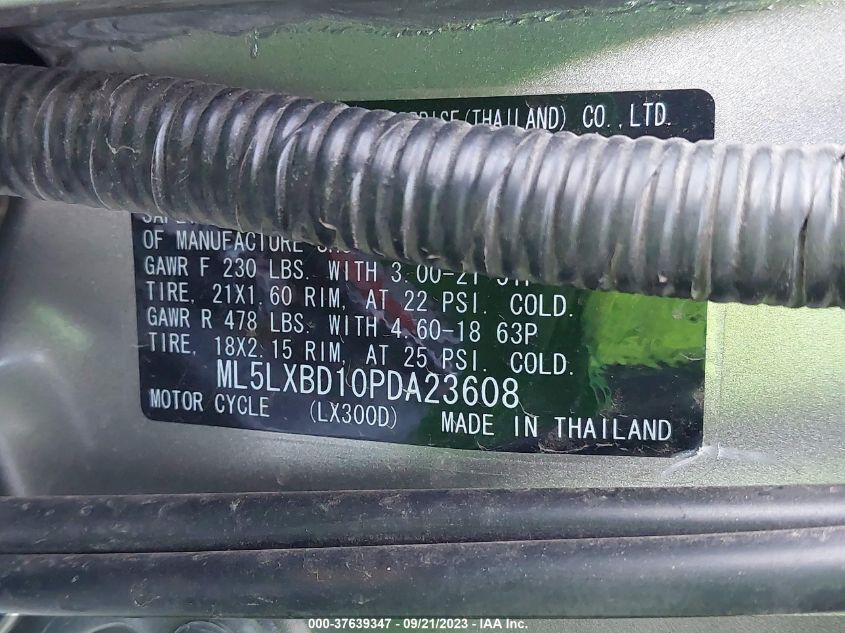 (THAILAND) CO.,LTD.
OF MANUFACTURE
GAWR F 230 LBS. WITH 3.00-21
TIRE, 21X1.60 RIM, AT 22 PSI. COLD.
GAWR R 478 LBS. WITH 4.60-18 63P
TIRE, 18X2.15 RIM, AT 25 PSI. COLD.
ML5LXBD10PDA23608
MOTOR CYCLE (LX300D) MADE IN THAILAND
000-37639347 - 09/21/2023 - © IAA Inc.